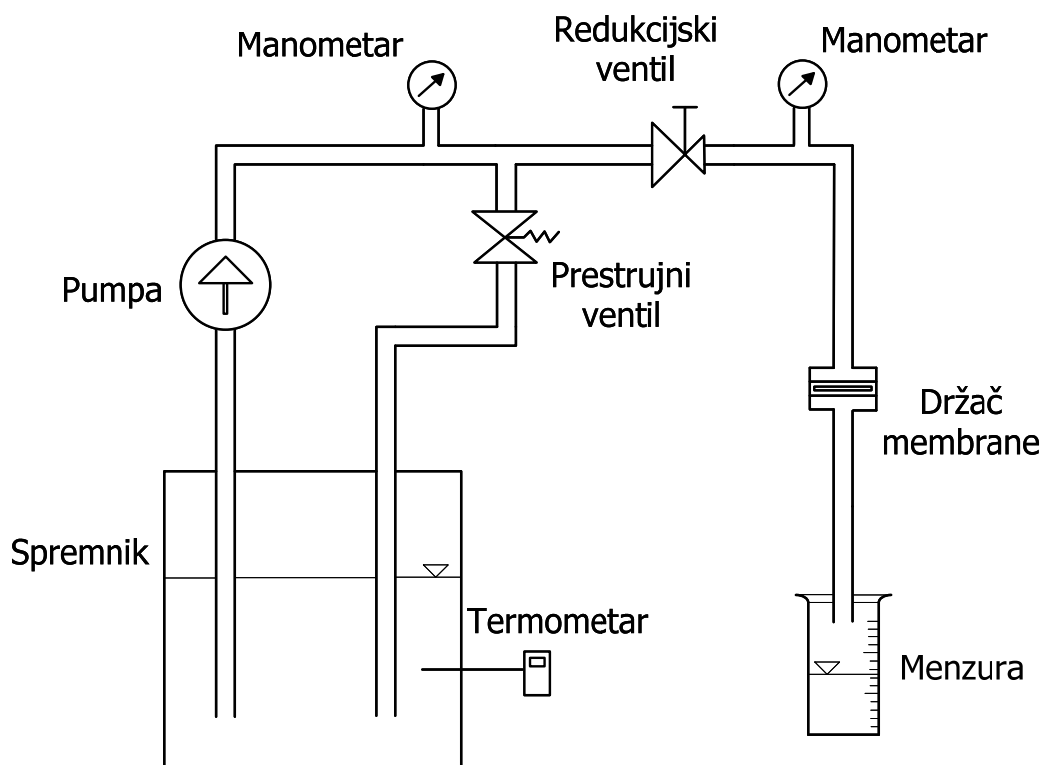 Manometar
Redukcijski
ventil
Manometar
Pumpa
Prestrujni
ventil
Držač
membrane
Spremnik
Termometar
Menzura